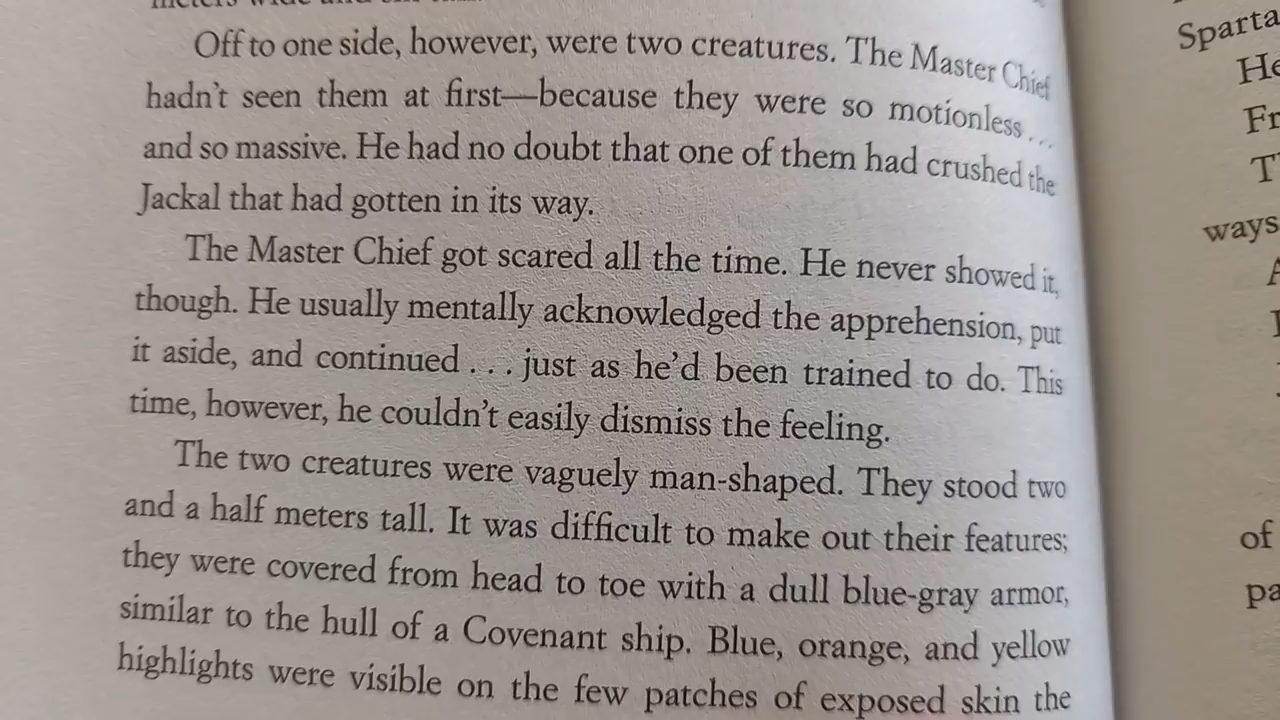 Off to one side, however, were two creatures. The Master Chief
hadn't seen them at first—because they were so motionless . . .
and so massive. He had no doubt that one of them had crushed the
Jackal that had gotten in its way.
The Master Chief got scared all the time. He never showed it,
though. He usually mentally acknowledged the apprehension, put
it aside, and continued . . . just as he'd been trained to do. This
time, however, he couldn't easily dismiss the feeling.
The two creatures were vaguely man-shaped. They stood two
and a half meters tall. It was difficult to make out their features;
they were covered from head to toe with a dull blue-gray armor,
similar to the hull of a Covenant ship. Blue, orange, and yellow
highlights were visible on the few patches of exposed skin the
Sparta
He
Fr
T
ways
of
pa